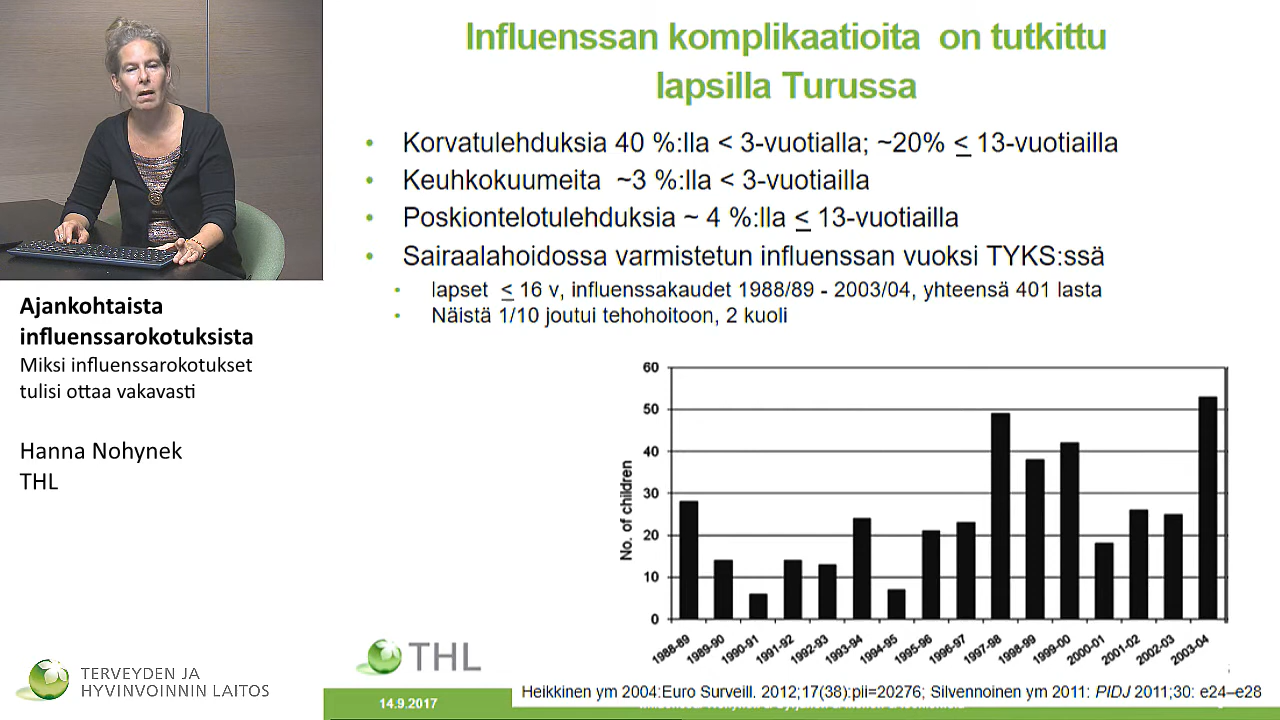 Influenssan komplikaatioita on tutkittu
lapsilla Turussa
• Korvatulehduksia 40 %:lla < 3-vuotialla; ~20% ≤ 13-vuotiailla
• Keuhkokuumeita ~3 %:lla < 3-vuotiailla
• Poskiontelotulehduksia ~ 4 %:lla ≤ 13-vuotiailla
• Sairaalahoidossa varmistetun influenssan vuoksi TYKS:ssä
• lapset ≤ 16 v, influenssakaudet 1988/89 - 2003/04, yhteensä 401 lasta
• Näistä 1/10 joutui tehohoitoon, 2 kuoli
Ajankohtaista
influenssarokotuksista
Miksi influenssarokotukset
tulisi ottaa vakavasti
Hanna Nohynek
THL
No. of children
60
50
40
30
20
10
0
1988-89 1989-90 1990-91 1991-92 1992-93 1993-94 1994-95 1995-96 1996-97 1997-98 1998-99 1999-00 2000-01 2001-02 2002-03 2003-04
THL
TERVEYDEN JA
HYVINVOINNIN LAITOS
Heikkinen ym 2004:Euro Surveill. 2012;17(38):pii=20276; Silvennoinen ym 2011: PIDJ 2011;30: e24–e28
14.9.2017